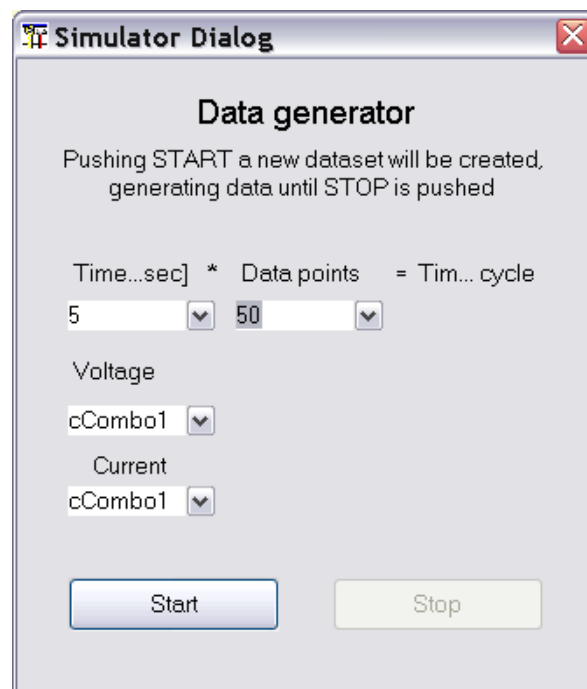 Simulator Dialog
Data generator
Pushing START a new dataset will be created,
generating data until STOP is pushed
Time...sec] * Data points = Tim... cycle
5 50
Voltage
cCombo1
Current
cCombo1
Start Stop